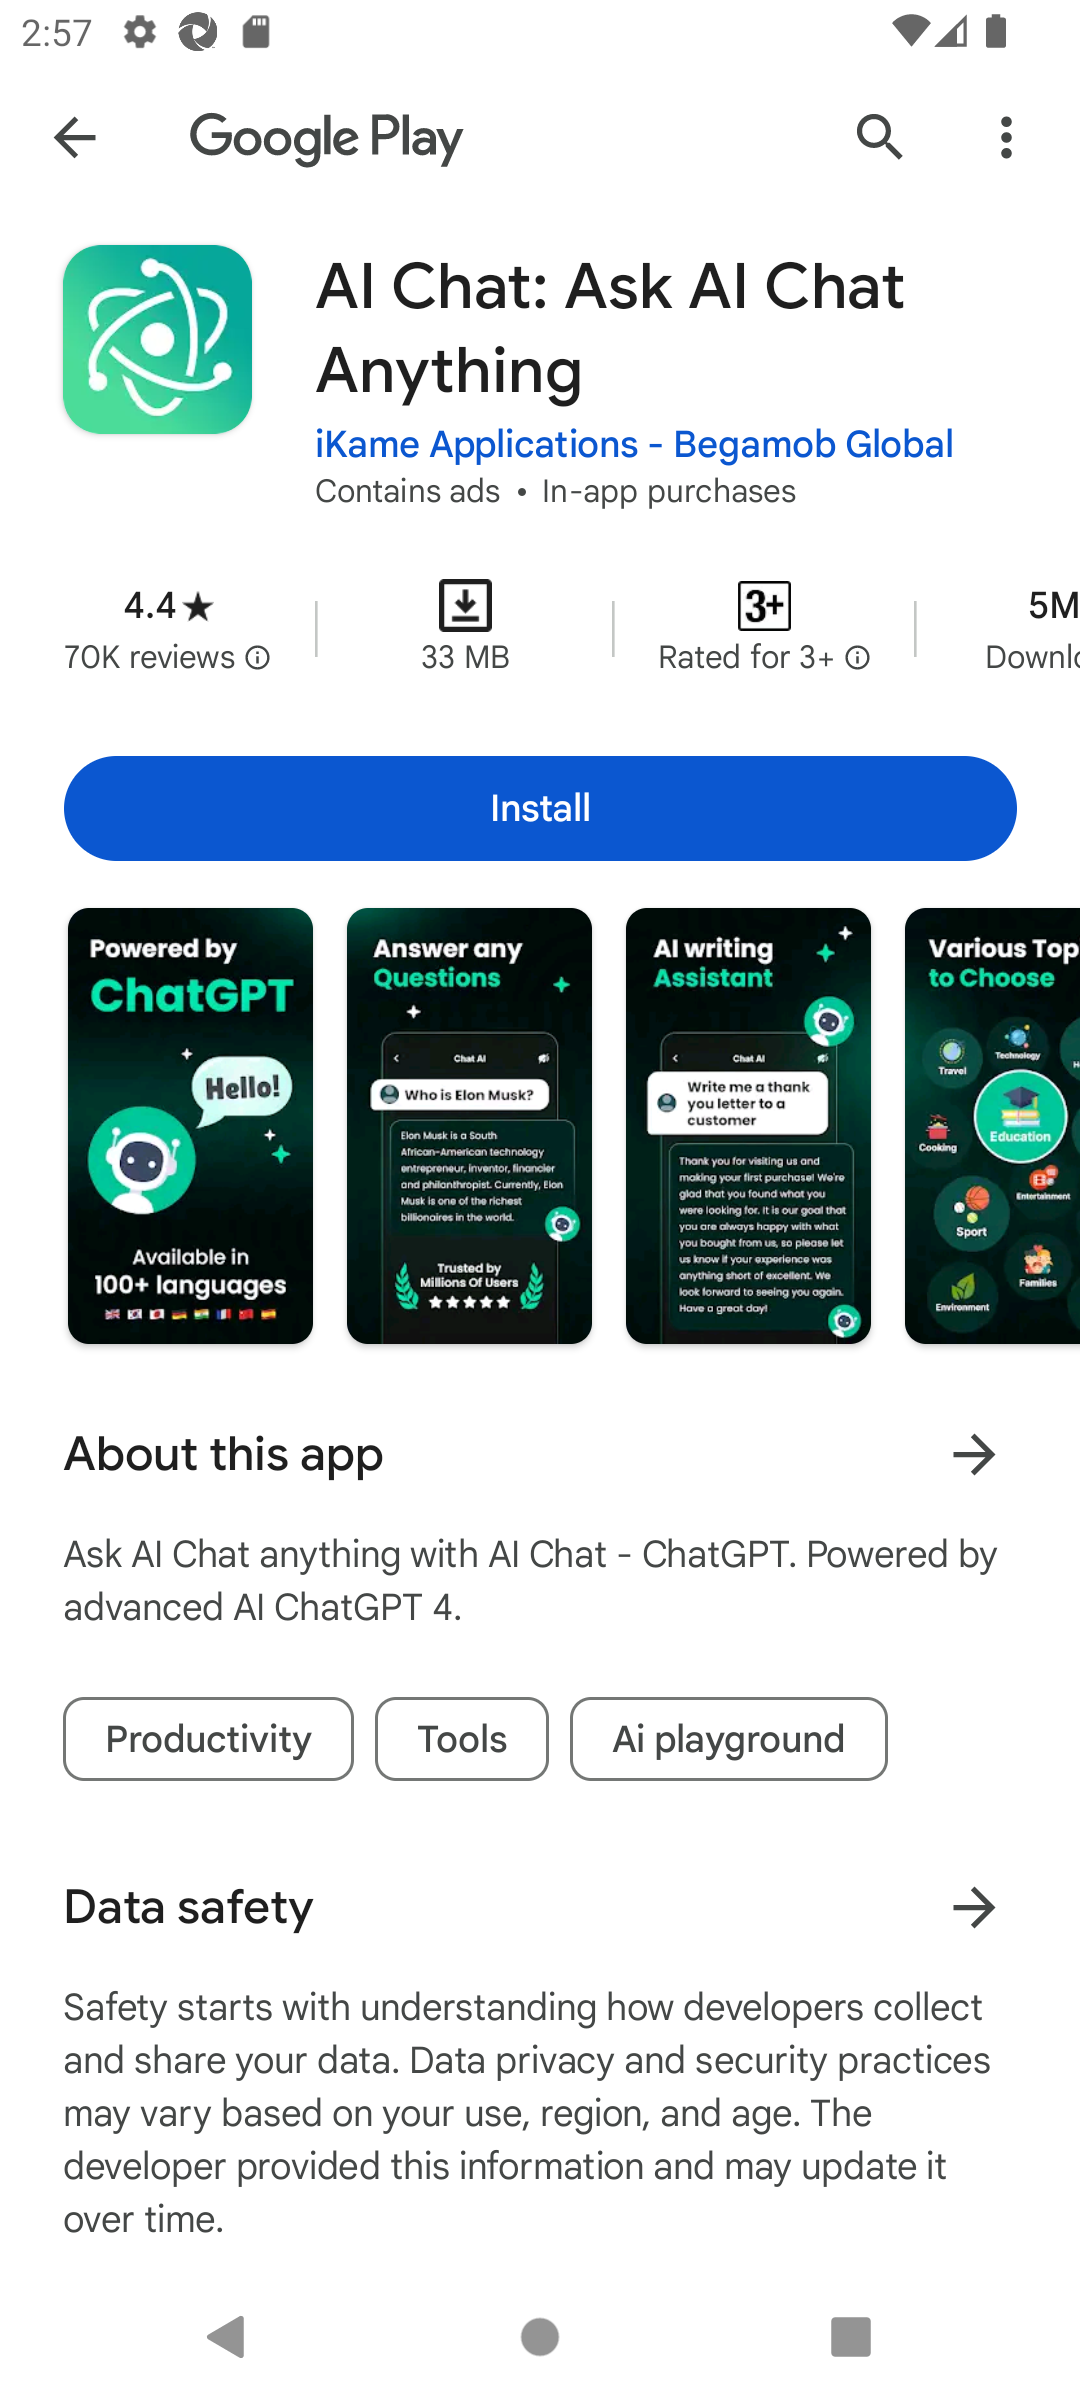 2:57
Google Play
AI Chat: Ask AI Chat
Anything
iKame Applications - Begamob Global
Contains ads • In-app purchases
4.4★
70K reviews
33 MB
3+
Rated for 3+
5M
Downlo
Install
Powered by
ChatGPT
Hello!
Available in
100+ languages
Answer any
Questions
Chat AI
Who is Elon Musk?
Elon Musk is a South
African-American technology
entrepreneur, inventor, financier
and philanthropist. Currently, Elon
Musk is one of the richest
billionaires in the world.
Trusted by
Millions Of Users
AI writing
Assistant
Chat AI
Write me a thank
you letter to a
customer
Thank you for visiting us and
making your first purchase! We're
glad that you found what you
were looking for. It is our goal that
you are always happy with what
you bought from us, so please let
us know if your experience was
anything short of excellent. We
look forward to seeing you again.
Have a great day!
Various Top
to Choose
Technology
Travel
Education
Cooking
Entertainment
Sport
Families
Environment
About this app
Ask AI Chat anything with AI Chat - ChatGPT. Powered by
advanced AI ChatGPT 4.
Productivity
Tools
Ai playground
Data safety
Safety starts with understanding how developers collect
and share your data. Data privacy and security practices
may vary based on your use, region, and age. The
developer provided this information and may update it
over time.